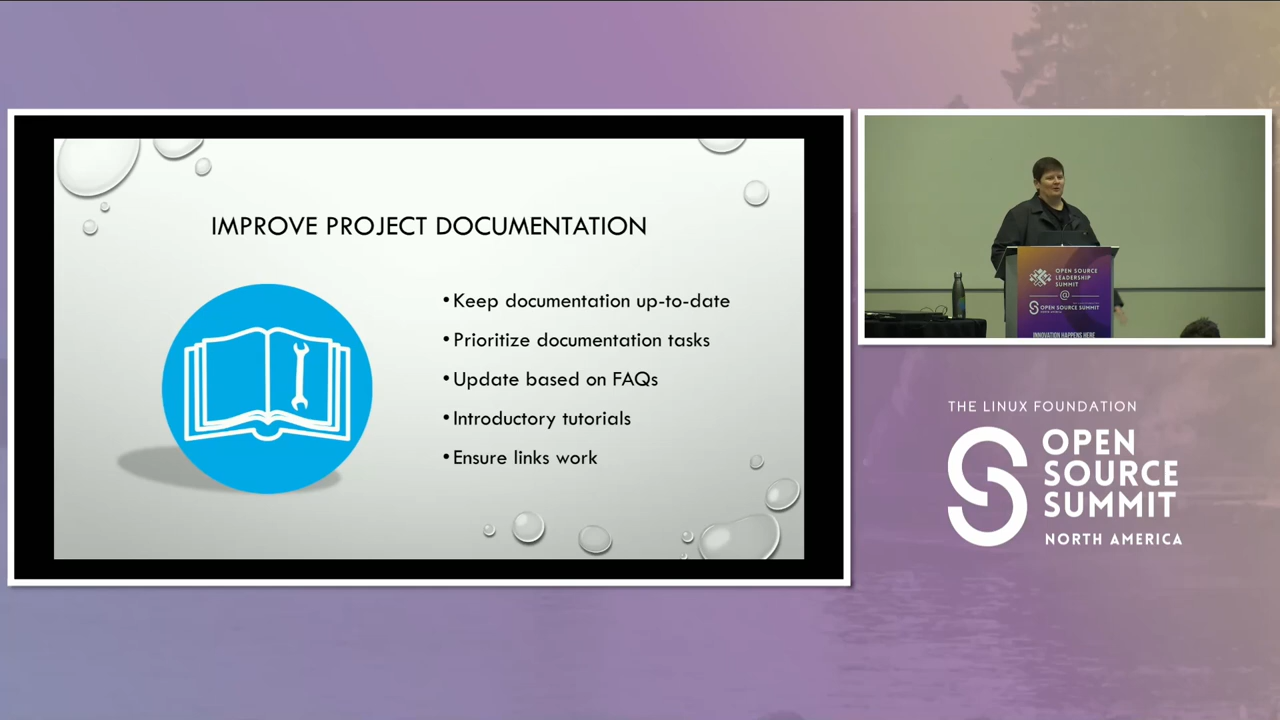 IMPROVE PROJECT DOCUMENTATION
•Keep documentation up-to-date
•Prioritize documentation tasks
•Update based on FAQs
•Introductory tutorials
•Ensure links work
OPEN SOURCE
LEADERSHIP
SUMMIT
@
OPEN SOURCE SUMMIT
INNOVATION HAPPENS HERE
THE LINUX FOUNDATION
OPEN
SOURCE
SUMMIT
NORTH AMERICA